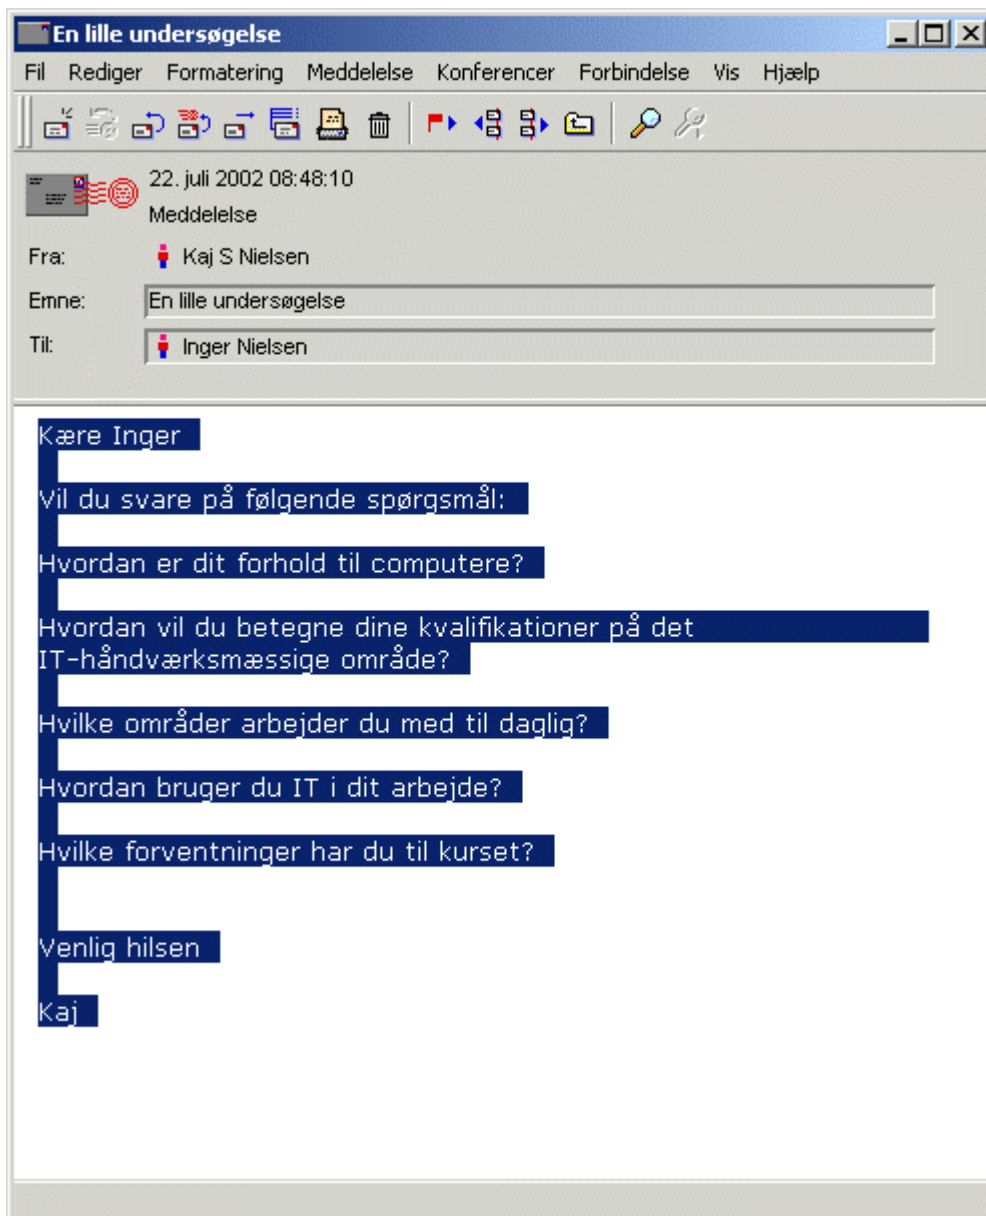 En lille undersøgelse
Fil Rediger Formatering Meddelelse Konferencer Forbindelse Vis Hjælp
22. juli 2002 08:48:10
Meddelelse
Fra: Kaj S Nielsen
Emne: En lille undersøgelse
Til: Inger Nielsen
Kære Inger
Vil du svare på følgende spørgsmål:
Hvordan er dit forhold til computere?
Hvordan vil du betegne dine kvalifikationer på det
IT-håndværksmæssige område?
Hvilke områder arbejder du med til daglig?
Hvordan bruger du IT i dit arbejde?
Hvilke forventninger har du til kurset?
Venlig hilsen
Kaj